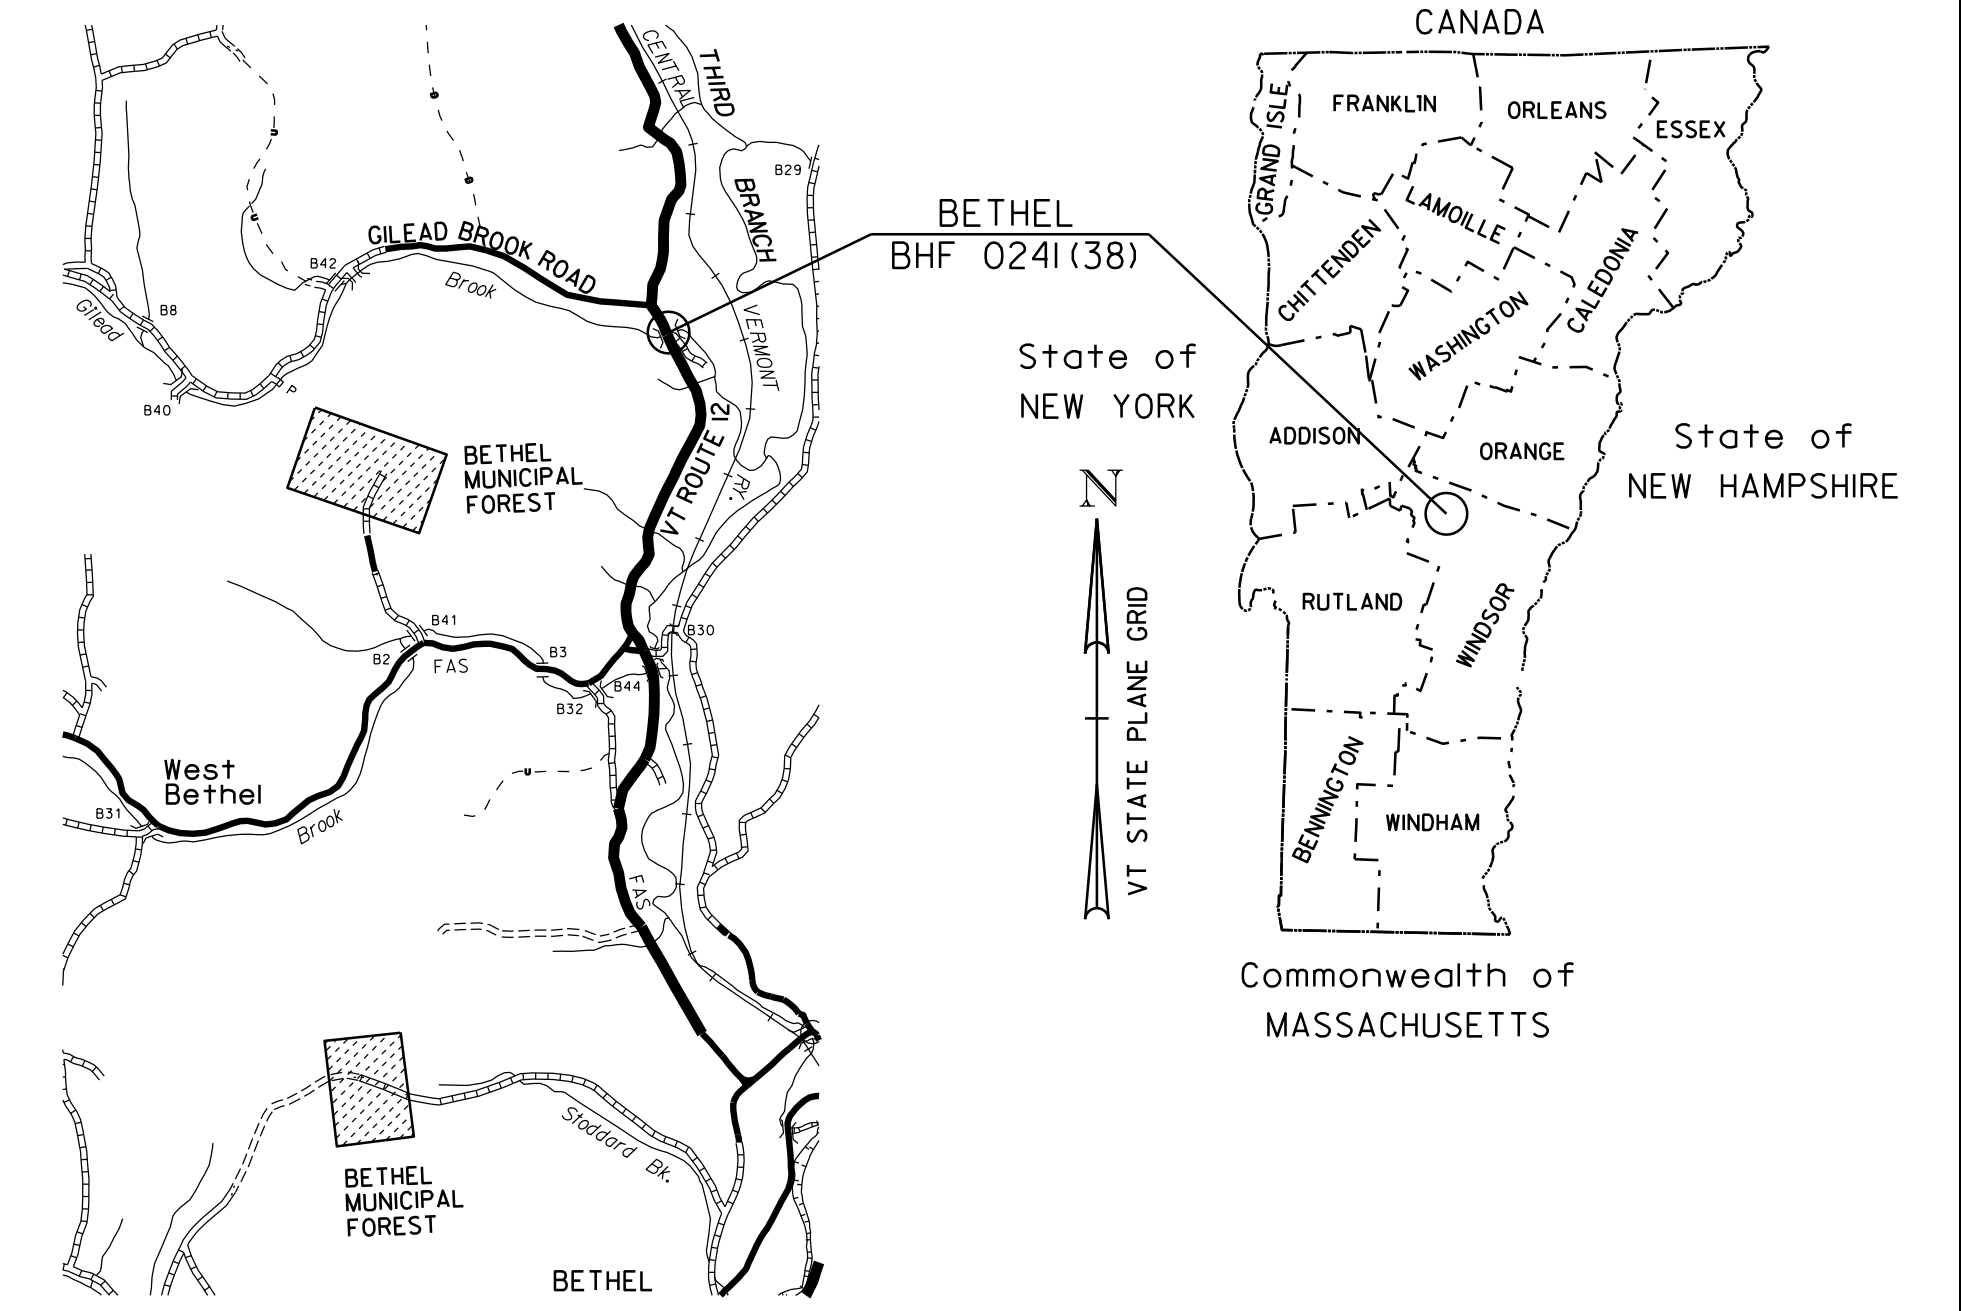 CENTRAL
THIRD
BRANCH
B29
GILEAD BROOK ROAD
B42
Brook
Gilead
B8
B40
P
VERMONT
RY.
VT ROUTE 12
BETHEL
MUNICIPAL
FOREST
B41
B2
FAS
B3
B30
B44
B32
West
Bethel
B31
Brook
FAS
Stoddard Bk.
BETHEL
MUNICIPAL
FOREST
BETHEL
BETHEL
BHF 0241(38)
CANADA
GRAND ISLE
FRANKLIN
ORLEANS
ESSEX
LAMOILLE
CHITTENDEN
CALEDONIA
WASHINGTON
State of
NEW YORK
ADDISON
ORANGE
State of
NEW HAMPSHIRE
N
VT STATE PLANE GRID
RUTLAND
WINDSOR
BENNINGTON
WINDHAM
Commonwealth of
MASSACHUSETTS